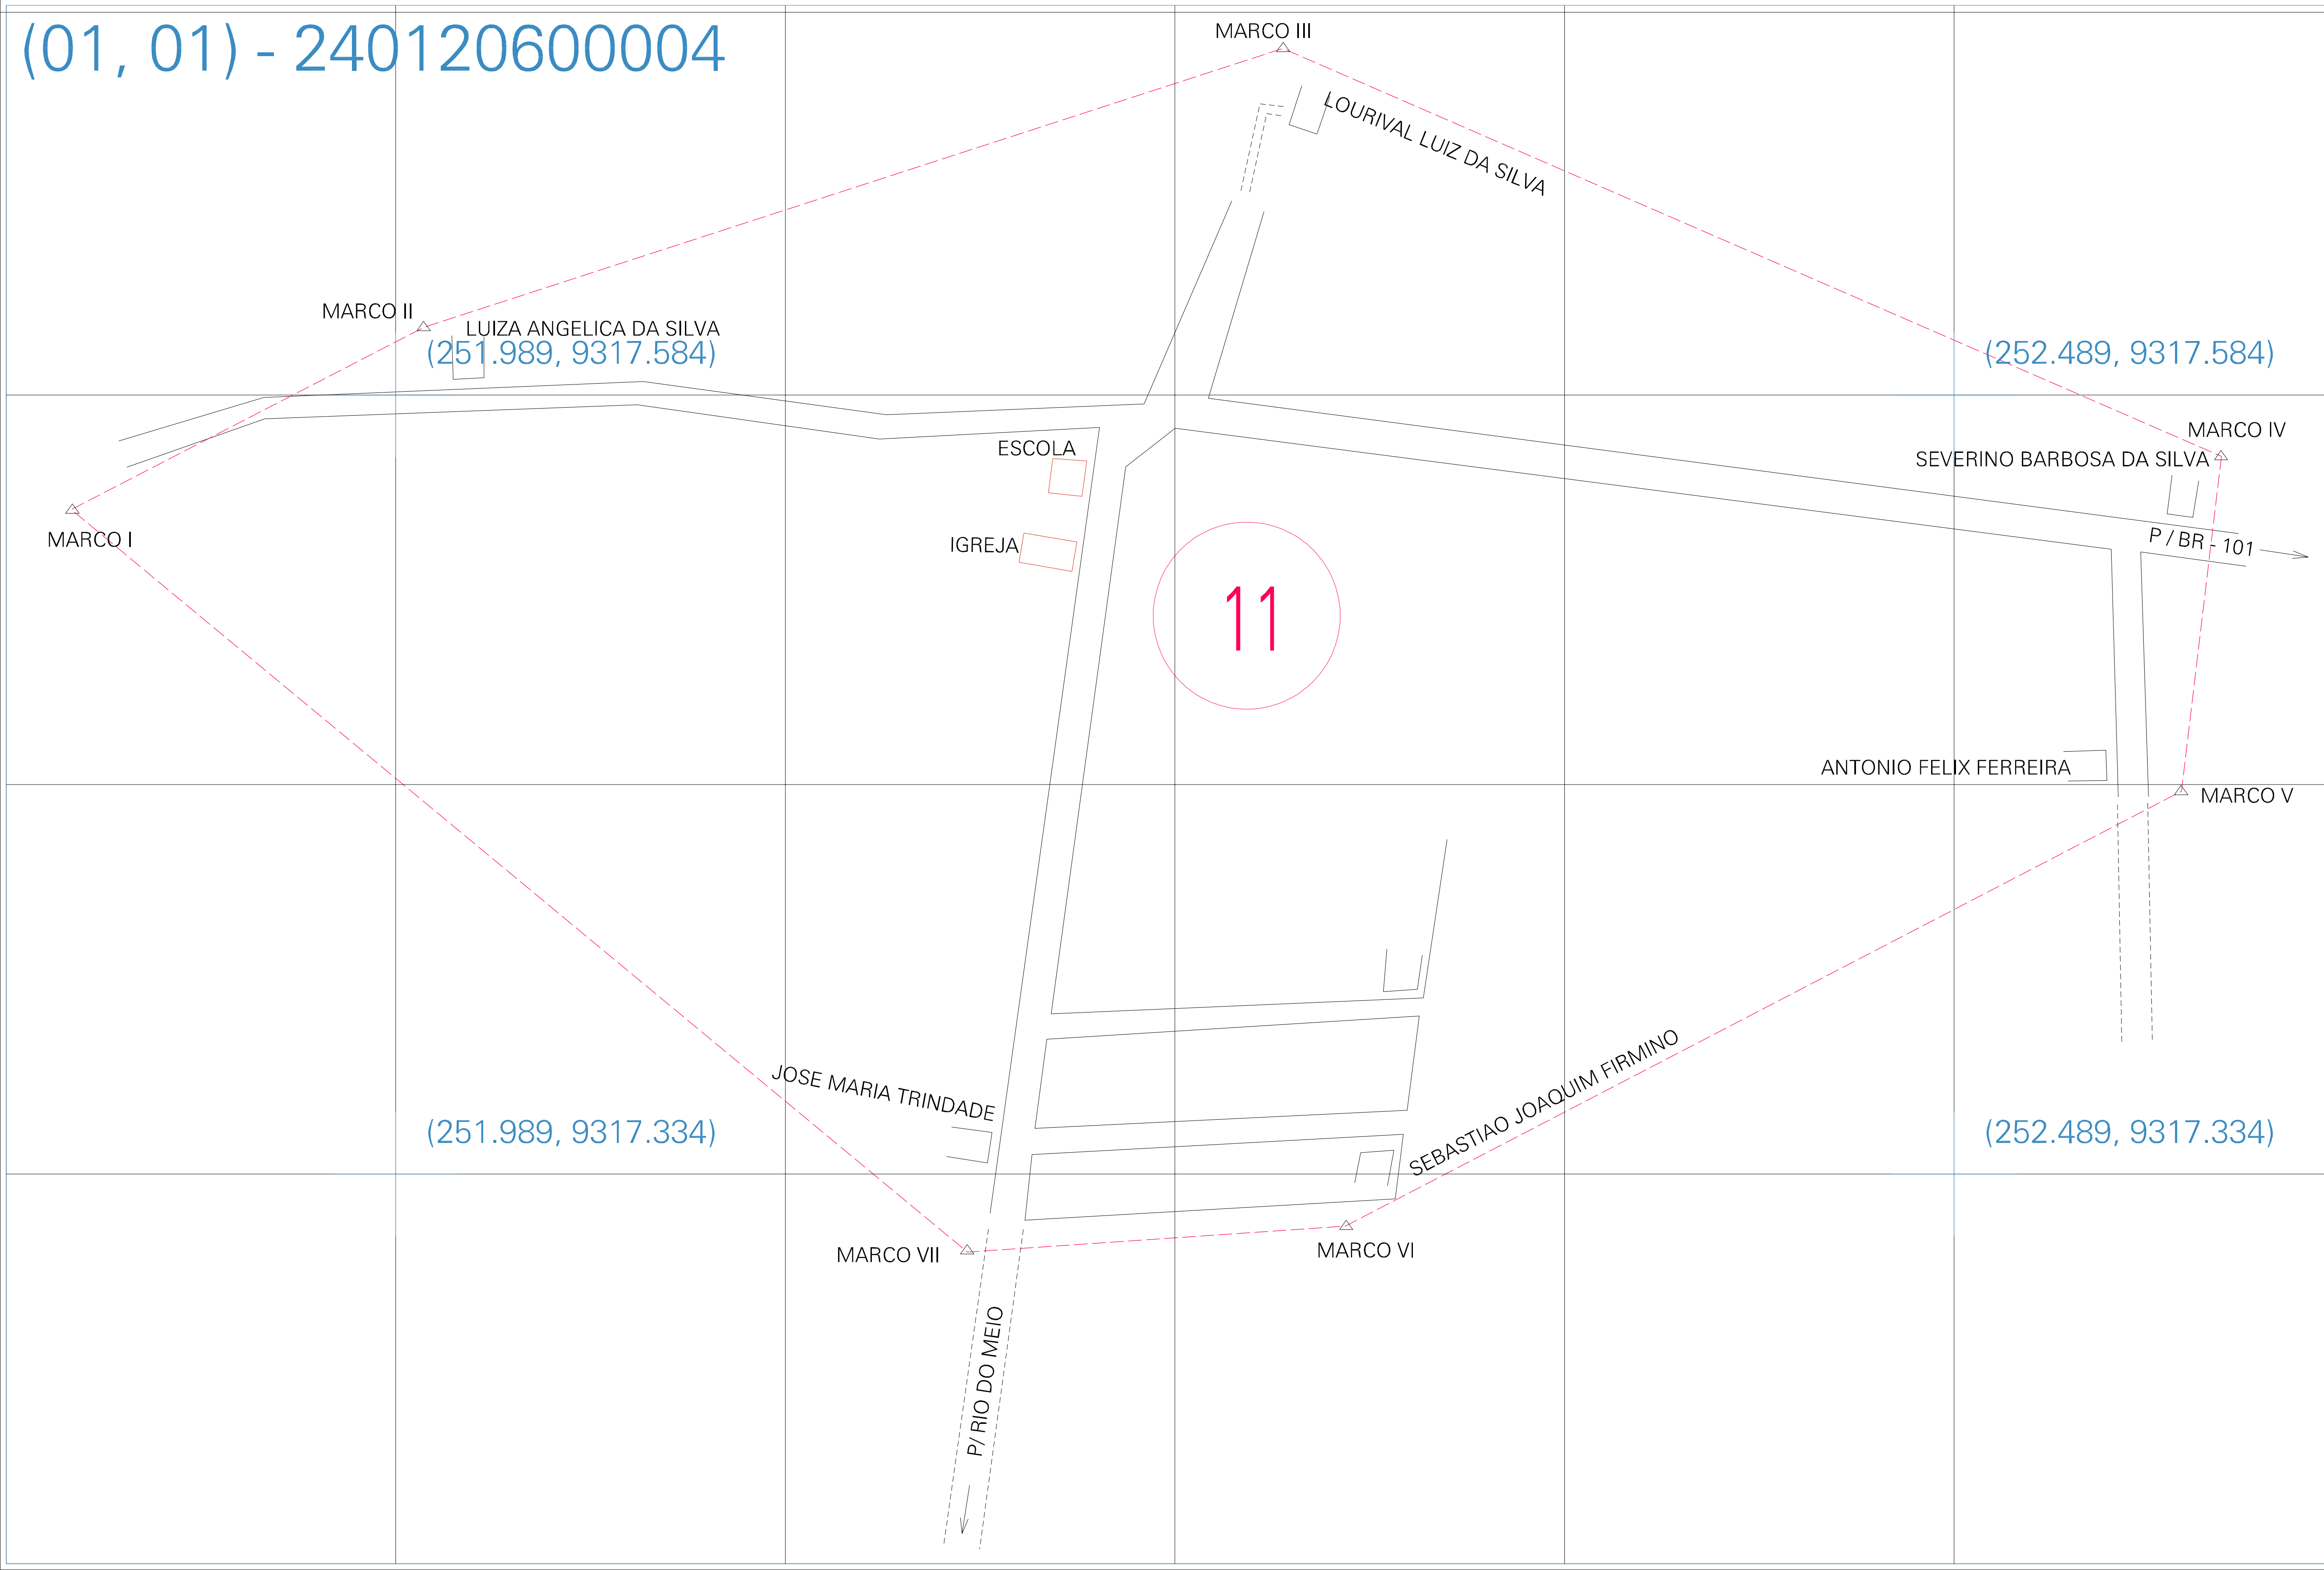 (01, 01) - 240120600004
MARCO III
LOURIVAL LUIZ DA SILVA
MARCO II
LUIZA ANGELICA DA SILVA
(251.989, 9317.584)
(252.489, 9317.584)
MARCO IV
ESCOLA
SEVERINO BARBOSA DA SILVA
MARCO I
IGREJA
P / BR - 101
11
ANTONIO FELIX FERREIRA
MARCO V
JOSE MARIA TRINDADE
SEBASTIAO JOAQUIM FIRMINO
(251.989, 9317.334)
(252.489, 9317.334)
MARCO VII
MARCO VI
P/ RIO DO MEIO